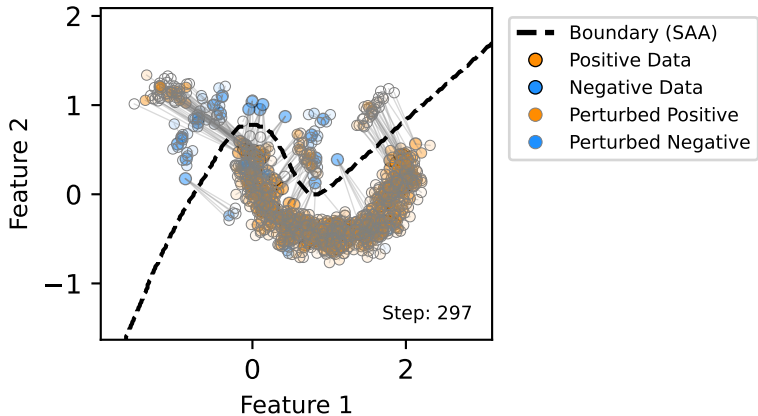 2
1
0
−1
Feature 2
Step: 297
0
2
Feature 1
Boundary (SAA)
Positive Data
Negative Data
Perturbed Positive
Perturbed Negative